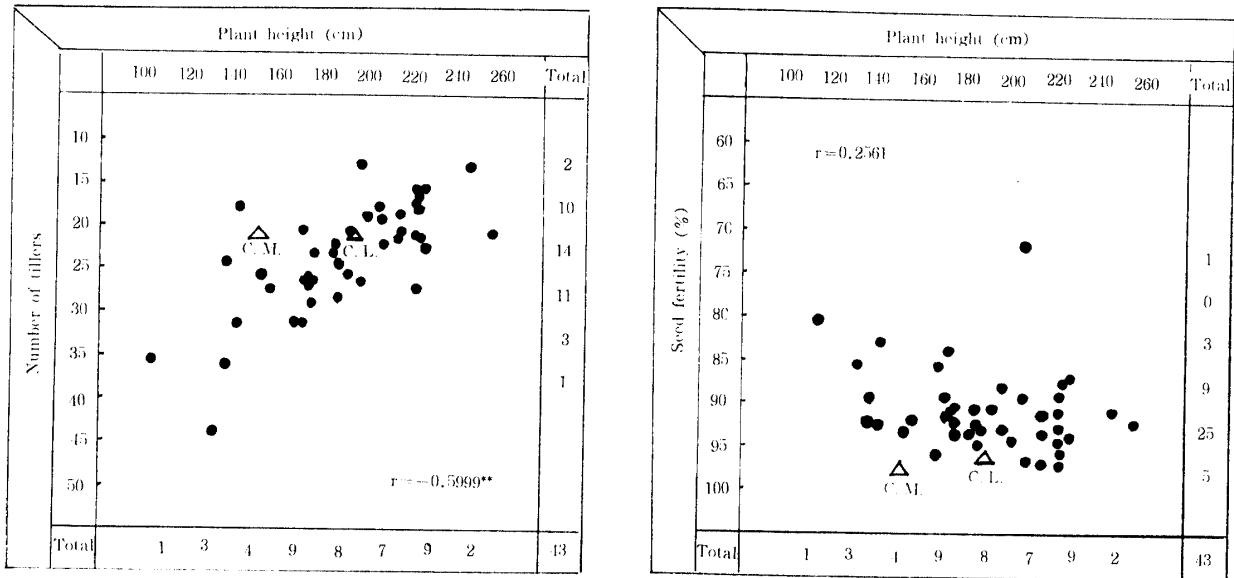 Plant height (cm)
100 120 140 160 180 200 220 240 260 Total
Number of tillers
10
15
20
25
30
35
40
45
50
2
10
14
11
3
1
C. M.
C. L.
r=-0.5999**
Total 1 3 4 9 8 7 9 2 43
Plant height (cm)
100 120 140 160 180 200 220 240 260 Total
Seed fertility (%)
60
65
70
75
80
85
90
95
100
r=0.2561
1
0
3
9
25
5
C. M.
C. L.
Total 1 3 4 9 8 7 9 2 43